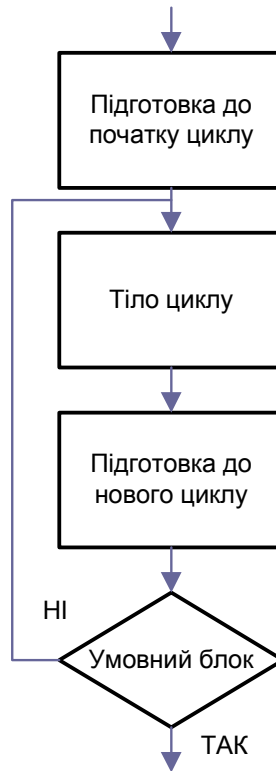 Підготовка до
початку циклу
Тіло циклу
Підготовка до
нового циклу
НІ
Умовний блок
ТАК